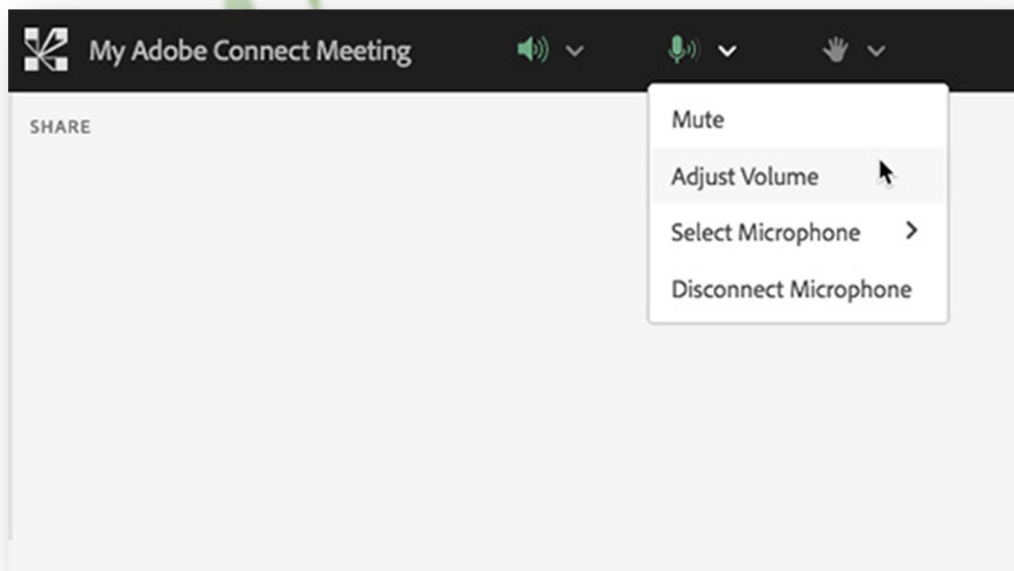 My Adobe Connect Meeting
SHARE
Mute
Adjust Volume
Select Microphone
Disconnect Microphone